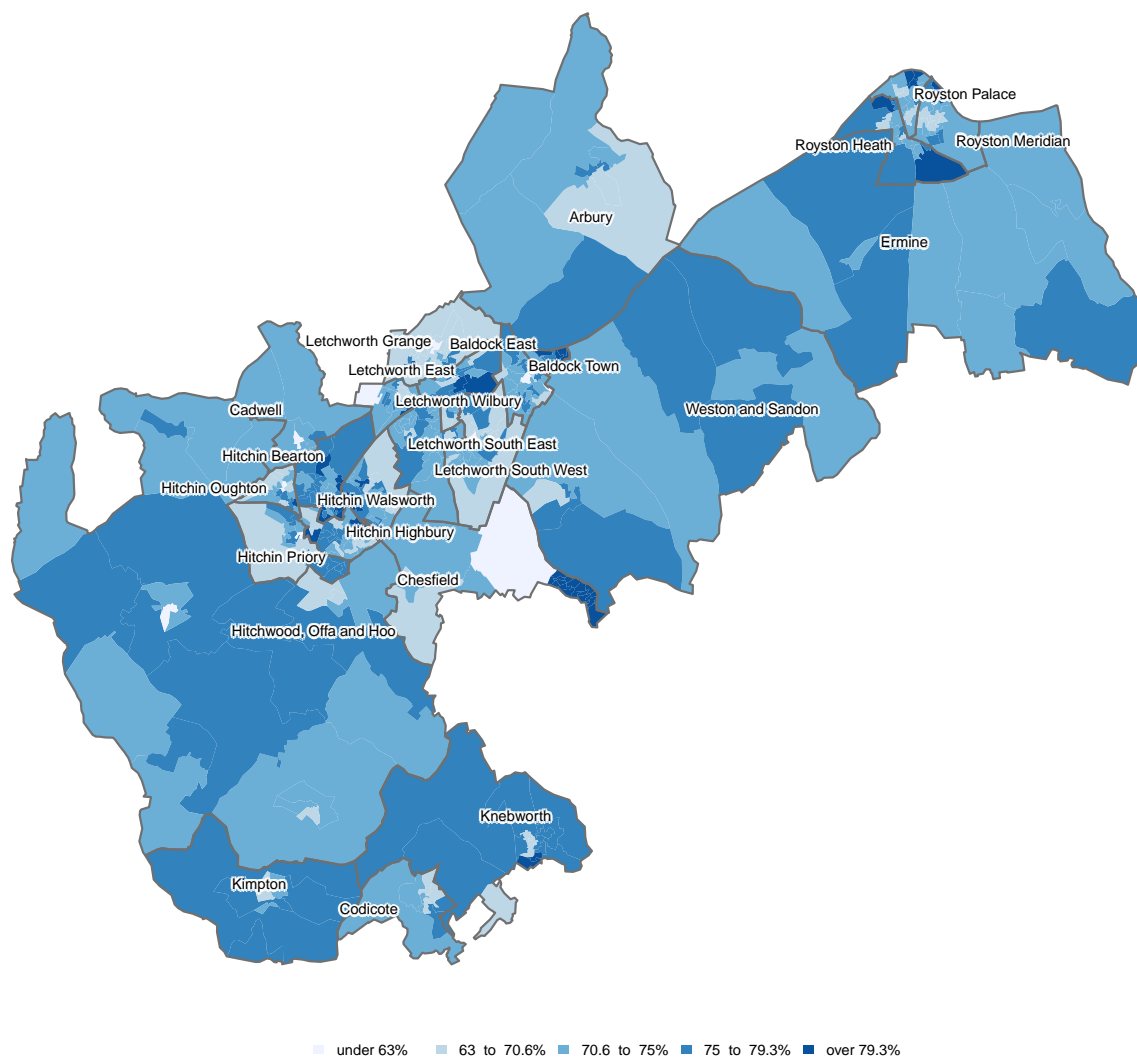 Royston Palace
Royston Heath
Royston Meridian
Arbury
Ermine
Letchworth Grange
Baldock East
Letchworth East
Baldock Town
Letchworth Wilbury
Cadwell
Weston and Sandon
Letchworth South East
Hitchin Bearton
Letchworth South West
Hitchin Oughton
Hitchin Walsworth
Hitchin Highbury
Hitchin Priory
Chesfield
Hitchwood, Offa and Hoo
Knebworth
Kimpton
Codicote
under 63% 63 to 70.6% 70.6 to 75% 75 to 79.3% over 79.3%